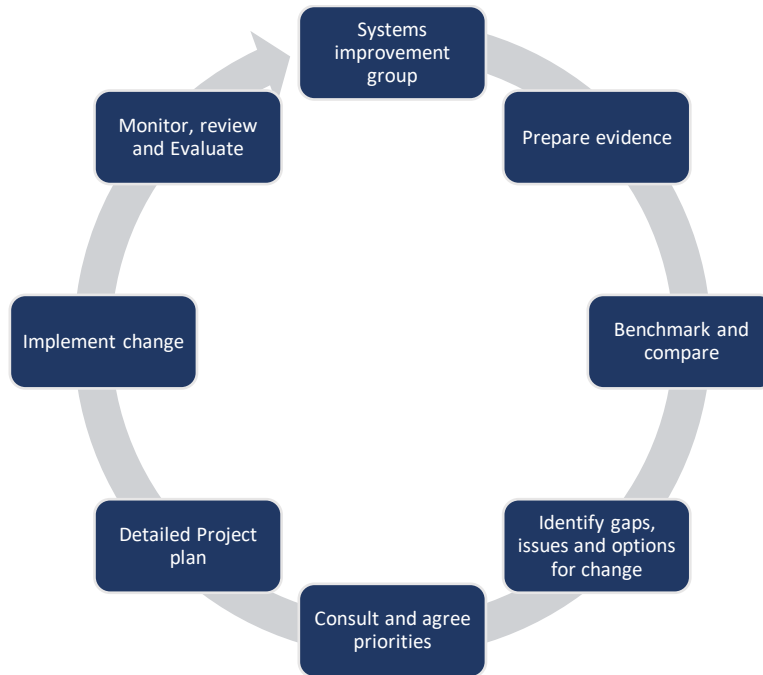 Systems
improvement
group
Prepare evidence
Benchmark and
compare
Identify gaps,
issues and options
for change
Consult and agree
priorities
Detailed Project
plan
Implement change
Monitor, review
and Evaluate